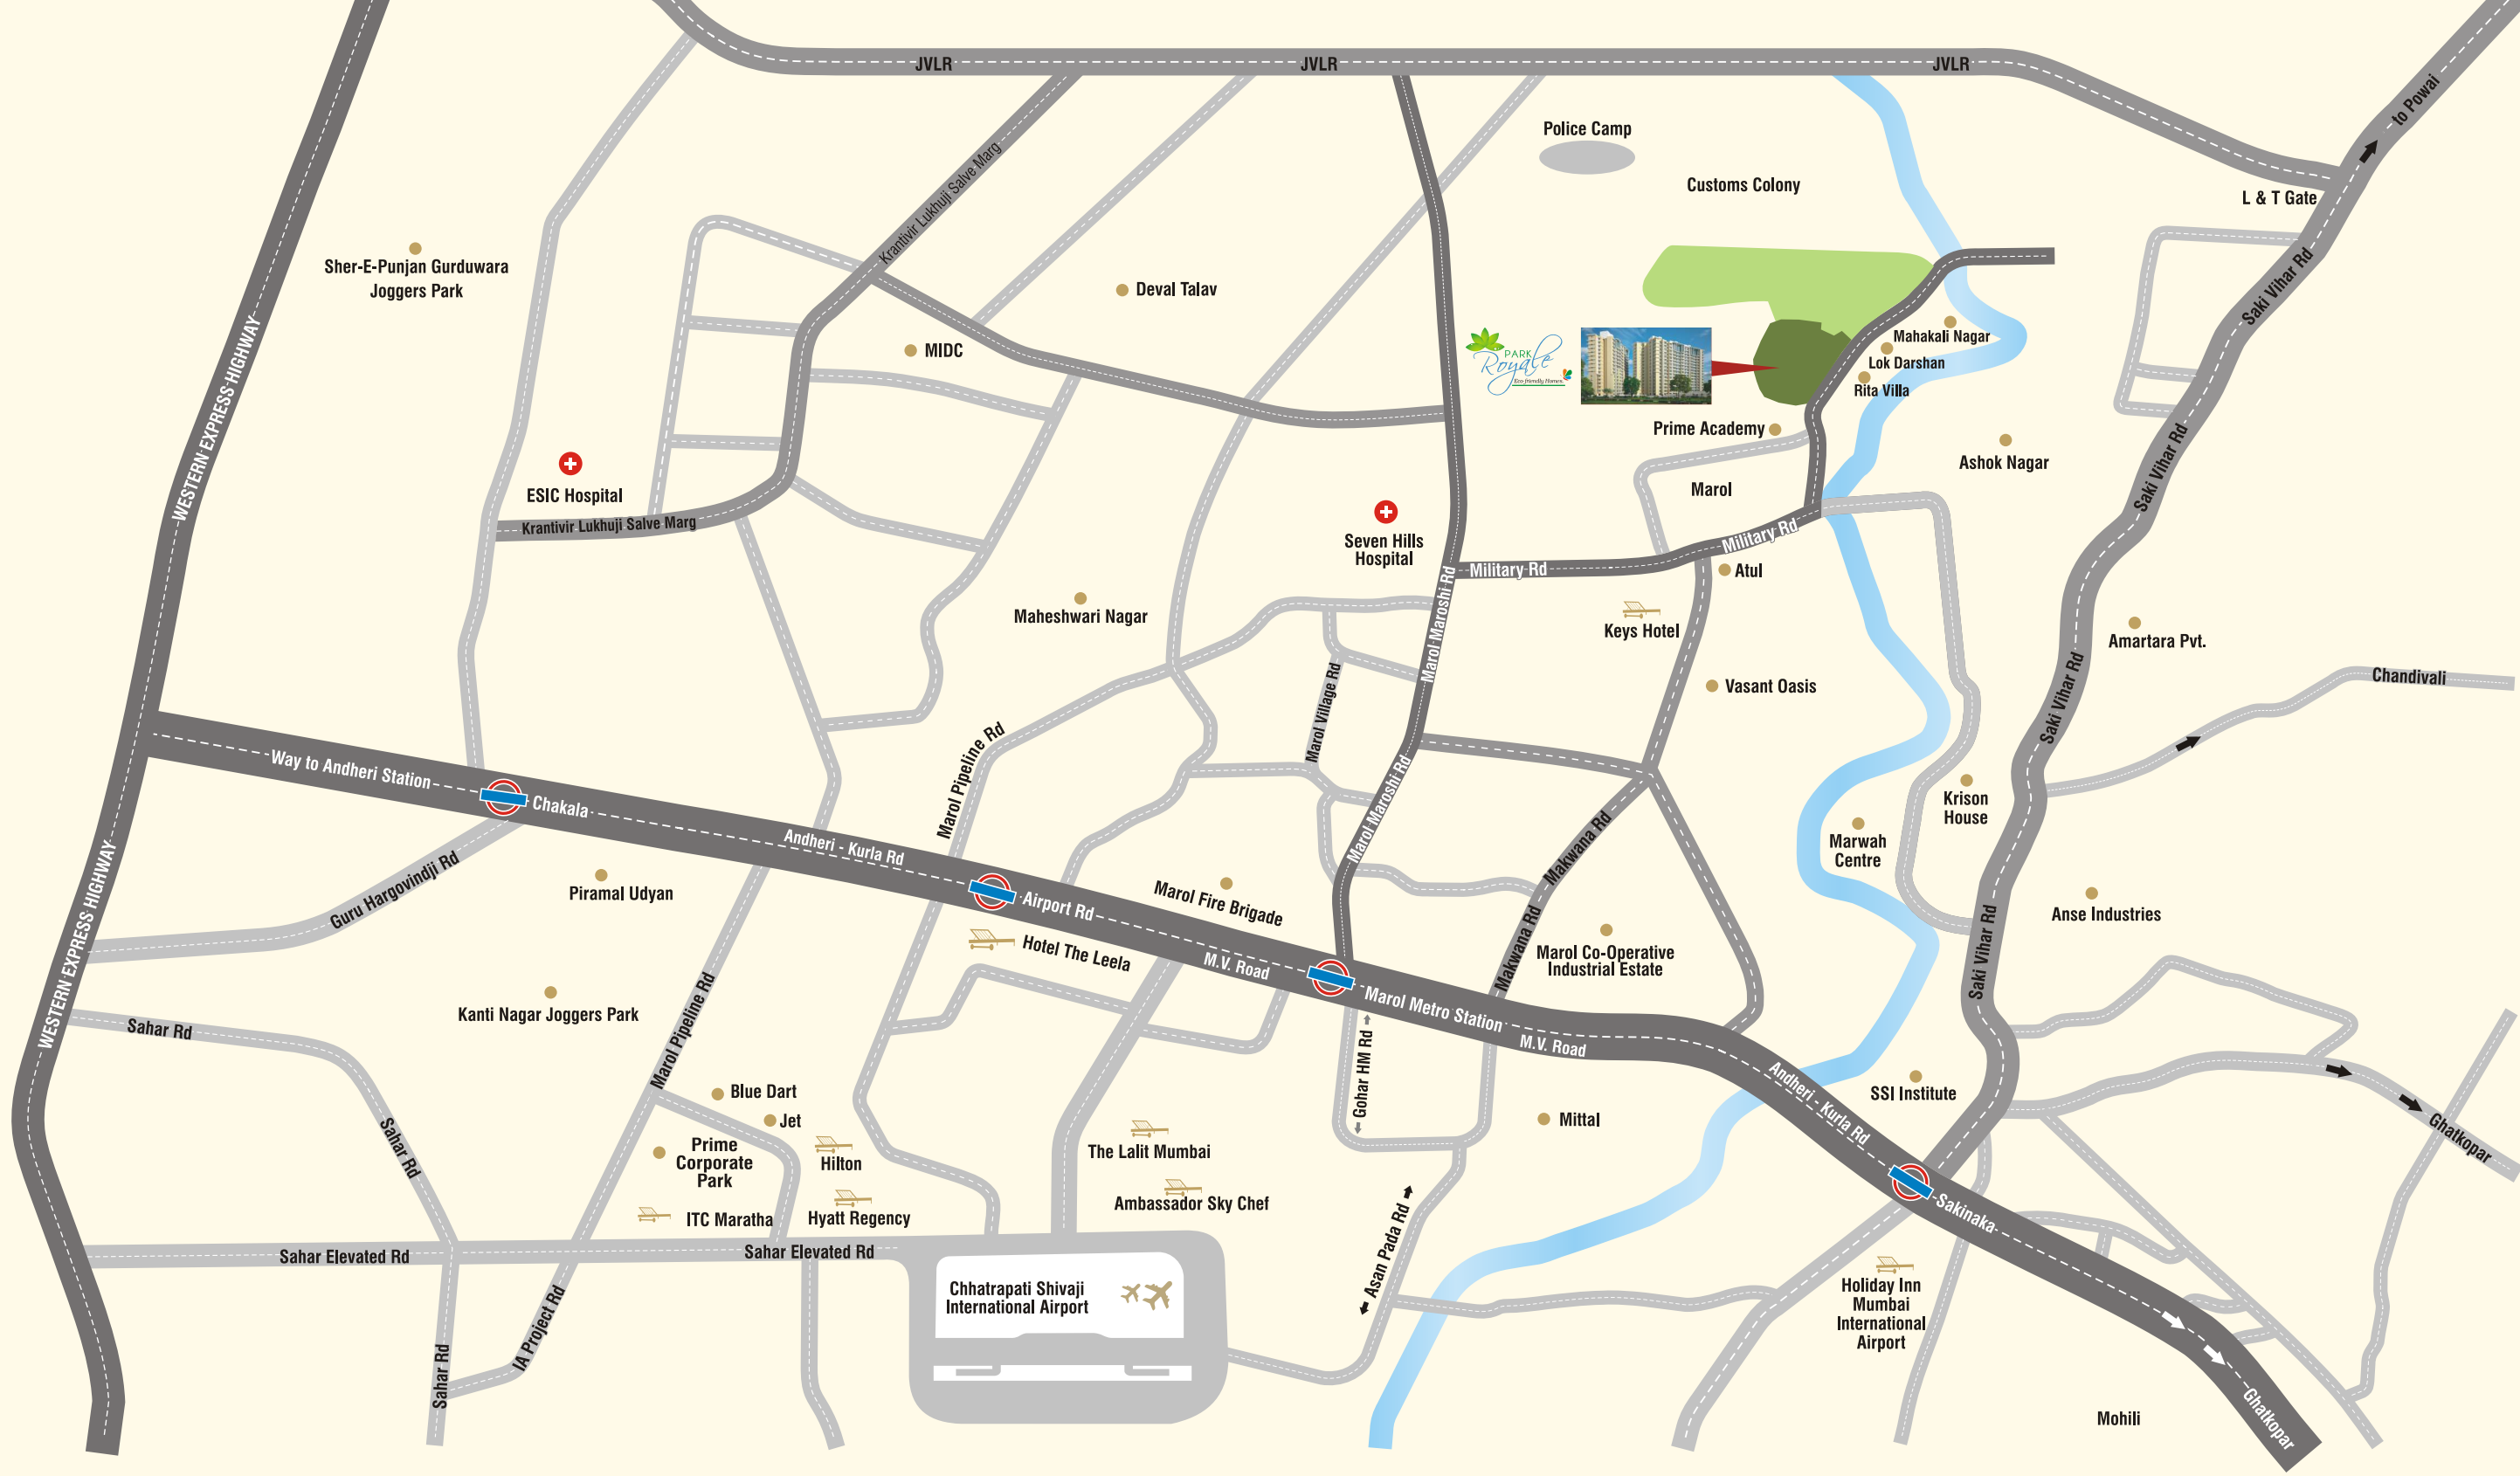 JVLR
JVLR
JVLR
to Powai
Police Camp
Customs Colony
L & T Gate
Krantivir Lukhuji Salve Marg
Sher-E-Punjan Gurduwara
Joggers Park
Deval Talav
Saki Vihar Rd
MIDC
WESTERN EXPRESS HIGHWAY
PARK
Royale
Eco friendly Homes.
Mahakali Nagar
Lok Darshan
Rita Villa
Prime Academy
Ashok Nagar
Saki Vihar Rd
Marol
ESIC Hospital
Krantivir Lukhuji Salve Marg
Seven Hills
Hospital
Military Rd
Military Rd
Atul
Maheshwari Nagar
Marol Maroshi Rd
Keys Hotel
Amartara Pvt.
Vasant Oasis
Chandivali
Saki Vihar Rd
Marol Village Rd
Marol Pipeline Rd
Way to Andheri Station
Chakala
Andheri - Kurla Rd
Marol Maroshi Rd
Makwana Rd
Krison
House
Marwah
Centre
Guru Hargovindji Rd
Piramal Udyan
Airport Rd
Marol Fire Brigade
Anse Industries
WESTERN EXPRESS HIGHWAY
Hotel The Leela
M.V. Road
Makwana Rd
Marol Co-Operative
Industrial Estate
Saki Vihar Rd
Kanti Nagar Joggers Park
Marol Metro Station
Sahar Rd
Marol Pipeline Rd
M.V. Road
Gohar HM Rd
Blue Dart
Jet
Andheri - Kurla Rd
SSI Institute
Mittal
Sahar Rd
Prime
Corporate
Park
Hilton
The Lalit Mumbai
Ghatkopar
ITC Maratha
Hyatt Regency
Ambassador Sky Chef
Sakinaka
Sahar Elevated Rd
Sahar Elevated Rd
Asan Pada Rd
Chhatrapati Shivaji
International Airport
Holiday Inn
Mumbai
International
Airport
IA Project Rd
Sahar Rd
Mohili
Ghatkopar